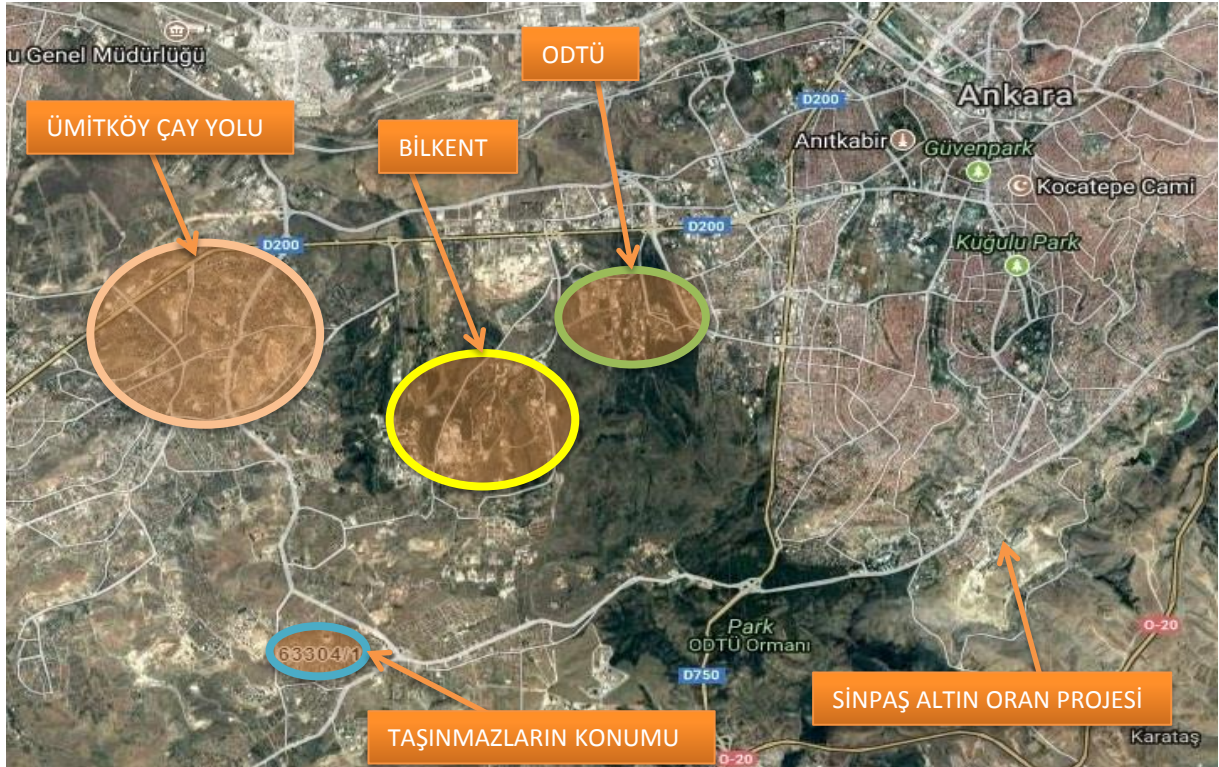 u Genel Müdürlüğü
ODTÜ
Ankara
D200
ÜMİTKÖY ÇAY YOLU
Anıtkabir
Güvenpark
BİLKENT
Kocatepe Cami
D200
D200
Kuğulu Park
63304/1
Park
ODTÜ Ormanı
O-20
D750
SİNPAŞ ALTIN ORAN PROJESİ
TAŞINMAZLARIN KONUMU
Karataş
O-20